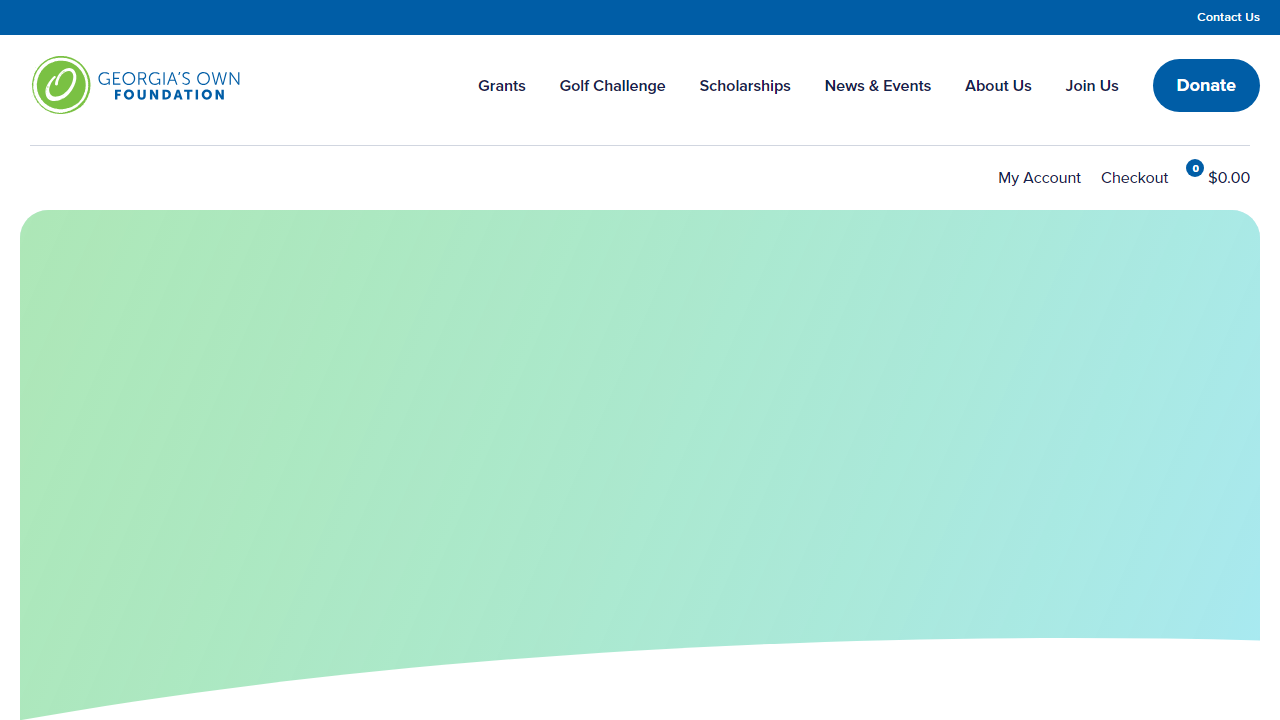 Contact Us
GEORGIA'S OWN
FOUNDATION
Grants
Golf Challenge
Scholarships
News & Events
About Us
Join Us
Donate
My Account
Checkout
0
$0.00